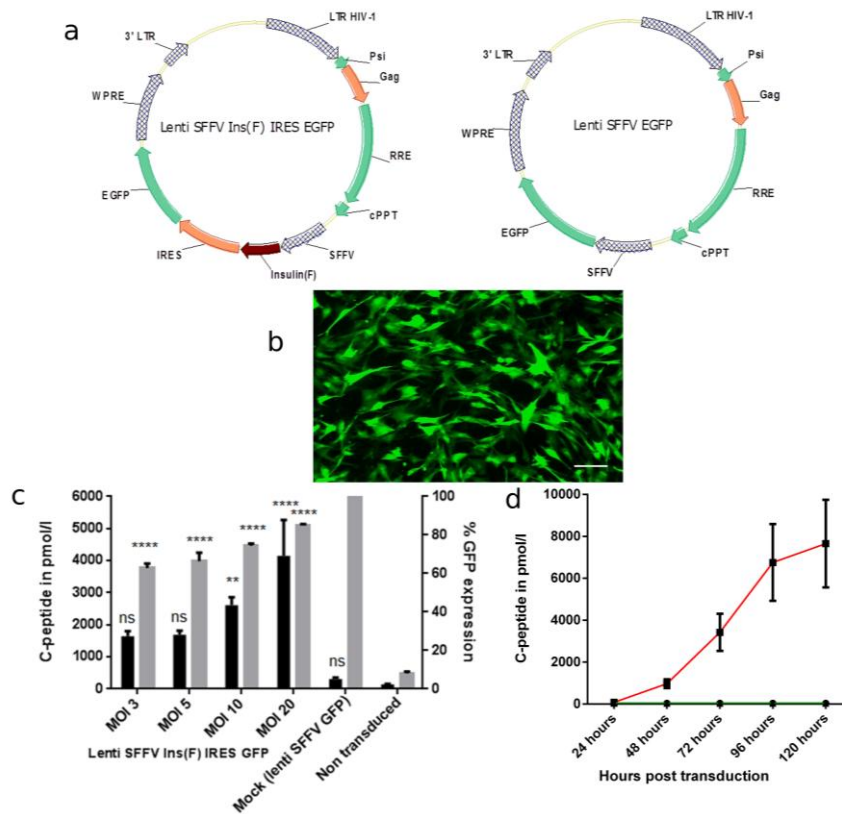 a
LTR HIV-1
3' LTR
Psi
Gag
WPRE
Lenti SFFV Ins(F) IRES EGFP
RRE
EGFP
cPPT
IRES
SFFV
Insulin(F)
LTR HIV-1
3' LTR
Psi
Gag
WPRE
Lenti SFFV EGFP
RRE
EGFP
cPPT
SFFV
b
c
C-peptide in pmol/l
6000
5000
4000
3000
2000
1000
0
% GFP expression
100
80
60
40
20
0
ns
****
ns
****
**
****
****
****
ns
MOI 3
MOI 5
MOI 10
MOI 20
Mock (lenti SFFV GFP)
Non transduced
Lenti SFFV Ins(F) IRES GFP
d
C-peptide in pmol/l
10000
8000
6000
4000
2000
0
24 hours
48 hours
72 hours
96 hours
120 hours
Hours post transduction